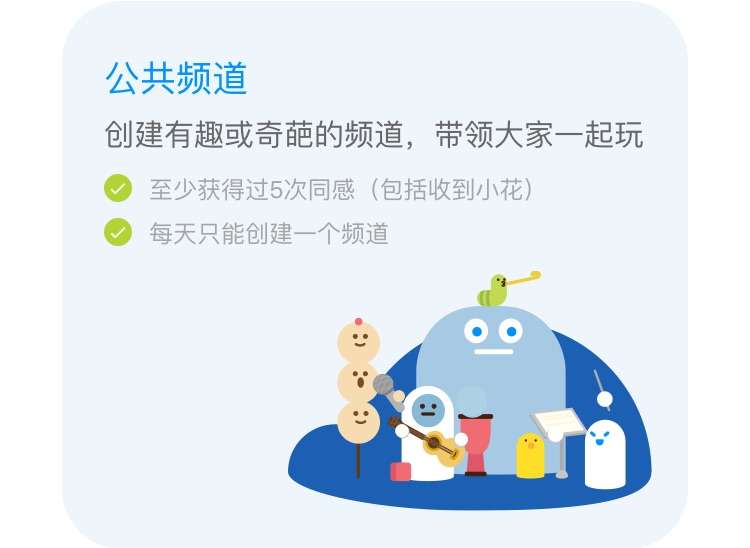 公共频道
创建有趣或奇葩的频道，带领大家一起玩
至少获得过5次同感（包括收到小花）
每天只能创建一个频道